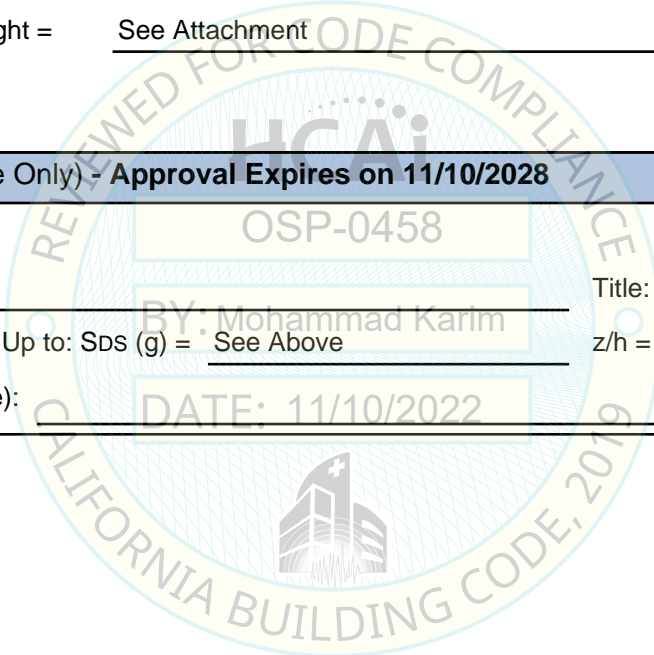 ght = See Attachment
REVIEWED FOR CODE COMPLIANCE
HCAi
e Only) - Approval Expires on 11/10/2028
OSP-0458
Title:
BY: Mohammad Karim
Up to: SDS (g) = See Above z/h =
e):
DATE: 11/10/2022
CALIFORNIA BUILDING CODE, 2019